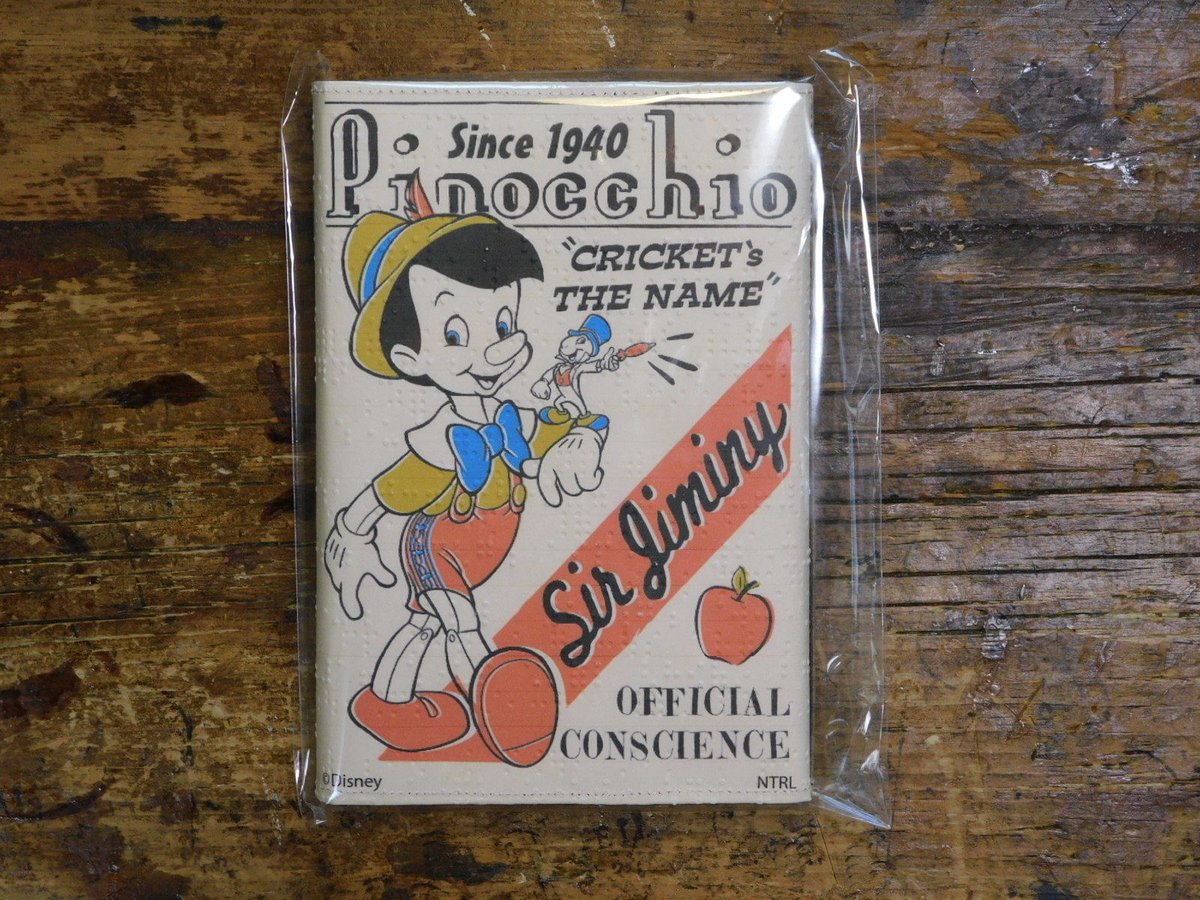 Since 1940
Pinocchio
"CRICKET's
THE NAME"
Sir Jiminy
OFFICIAL
CONSCIENCE
©Disney
NTRL